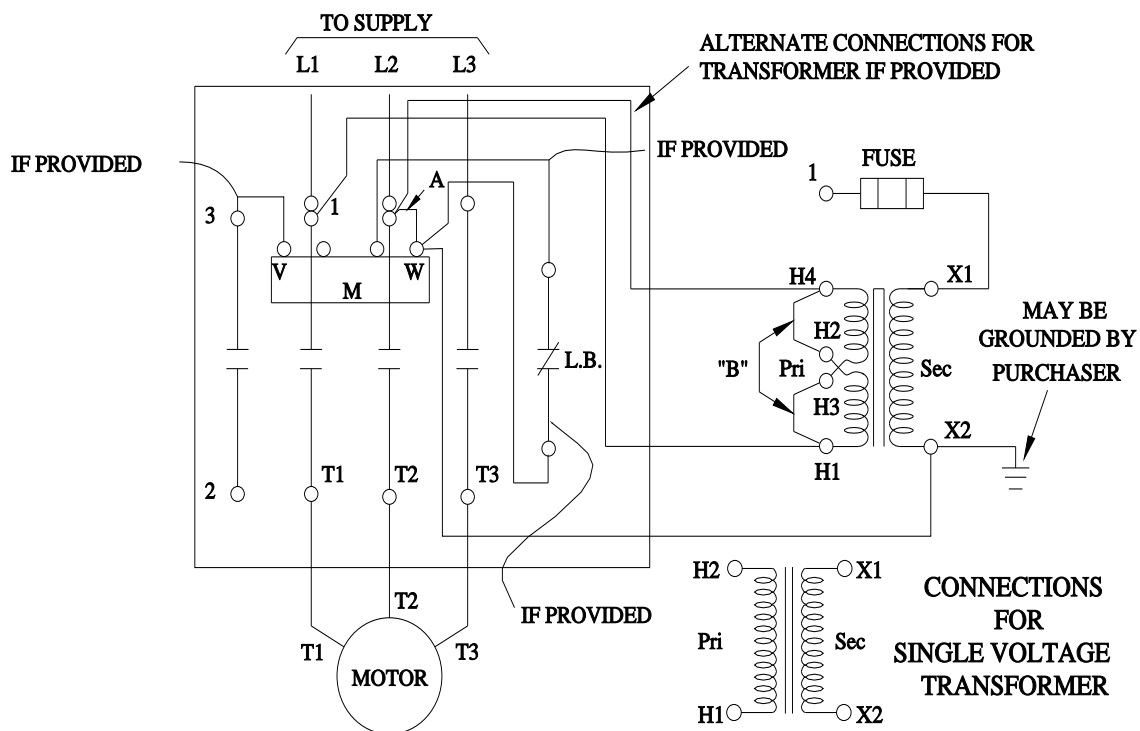 TO SUPPLY
L1 L2 L3
ALTERNATE CONNECTIONS FOR
TRANSFORMER IF PROVIDED
IF PROVIDED
IF PROVIDED
A
1
FUSE
3
1
V
W
M
H4
X1
H2
L.B.
"B"
Pri
Sec
H3
MAY BE
GROUNDED BY
PURCHASER
X2
H1
2
T1
T2
T3
IF PROVIDED
T2
T1
T3
MOTOR
H2
X1
Pri
Sec
H1
X2
CONNECTIONS
FOR
SINGLE VOLTAGE
TRANSFORMER